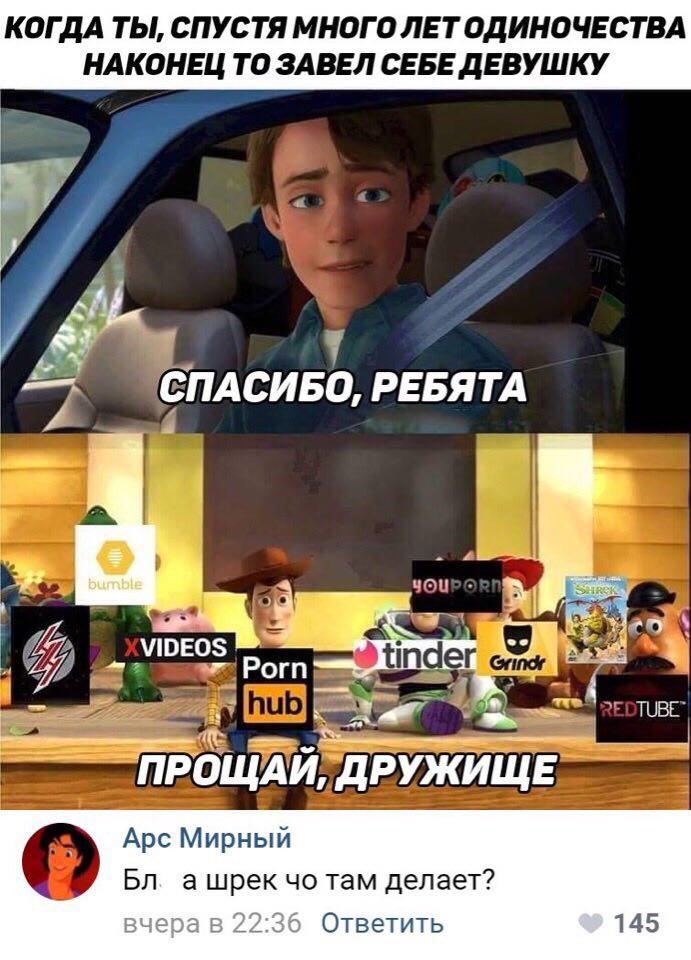 КОГДА ТЫ, СПУСТЯ МНОГО ЛЕТ ОДИНОЧЕСТВА
НАКОНЕЦ ТО ЗАВЕЛ СЕБЕ ДЕВУШКУ
СПАСИБО, РЕБЯТА
bumble
YOUPORN
SHREK
XVIDEOS
Porn
hub
tinder
Grindr
REDTUBE
ПРОЩАЙ, ДРУЖИЩЕ
Арс Мирный
Бл а шрек чо там делает?
вчера в 22:36 Ответить 145